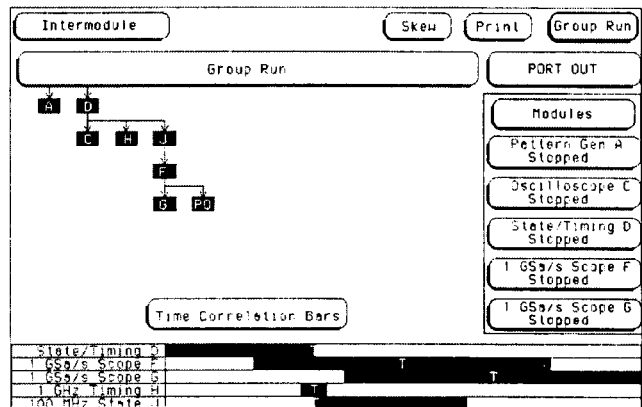 Intermodule
Skew
Print
Group Run
Group Run
PORT OUT
A D
C H J
F
G PO
Modules
Pattern Gen A
Stopped
Oscilloscope C
Stopped
State/Timing D
Stopped
1 GSa/s Scope F
Stopped
1 GSa/s Scope G
Stopped
Time Correlation Bars
State/Timing D
1 GSa/s Scope F T
1 GSa/s Scope G T
1 GHz Timing H T
100 MHz State J